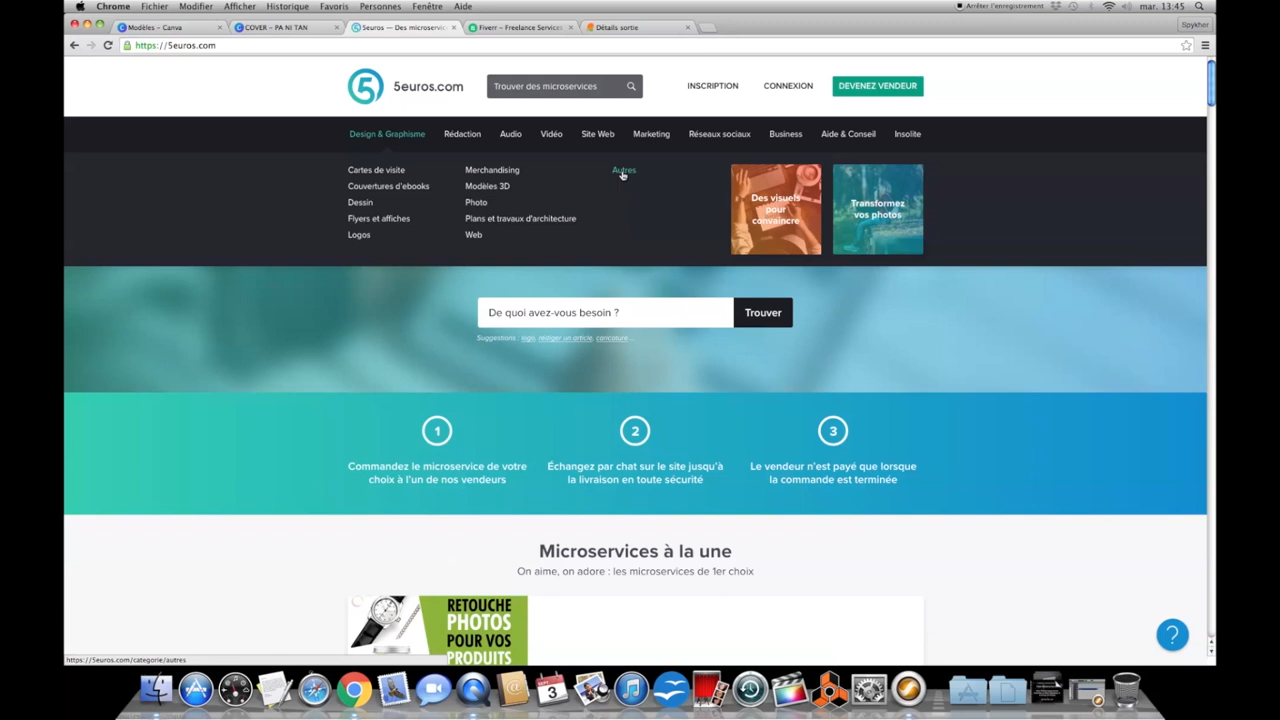 Chrome Fichier Modifier Afficher Historique Favoris Personnes Fenêtre Aide Arrêter l'enregistrement mar. 13:45
Modèles – Canva COVER – PA NI TAN 5euros — Des microservic Fiverr – Freelance Services Détails sortie Spykher
https://5euros.com
5 5euros.com Trouver des microservices INSCRIPTION CONNEXION DEVENEZ VENDEUR
Design & Graphisme Rédaction Audio Vidéo Site Web Marketing Réseaux sociaux Business Aide & Conseil Insolite
Cartes de visite Merchandising Autres
Couvertures d'ebooks Modèles 3D
Dessin Photo
Flyers et affiches Plans et travaux d'architecture
Logos Web
Des visuels
pour
convaincre
Transformez
vos photos
De quoi avez-vous besoin ? Trouver
Suggestions : logo, rédiger un article, caricature ...
1 2 3
Commandez le microservice de votre
choix à l'un de nos vendeurs
Échangez par chat sur le site jusqu'à
la livraison en toute sécurité
Le vendeur n'est payé que lorsque
la commande est terminée
Microservices à la une
On aime, on adore : les microservices de 1er choix
RETOUCHE
PHOTOS
POUR VOS
PRODUITS
?
https://5euros.com/categorie/autres
3